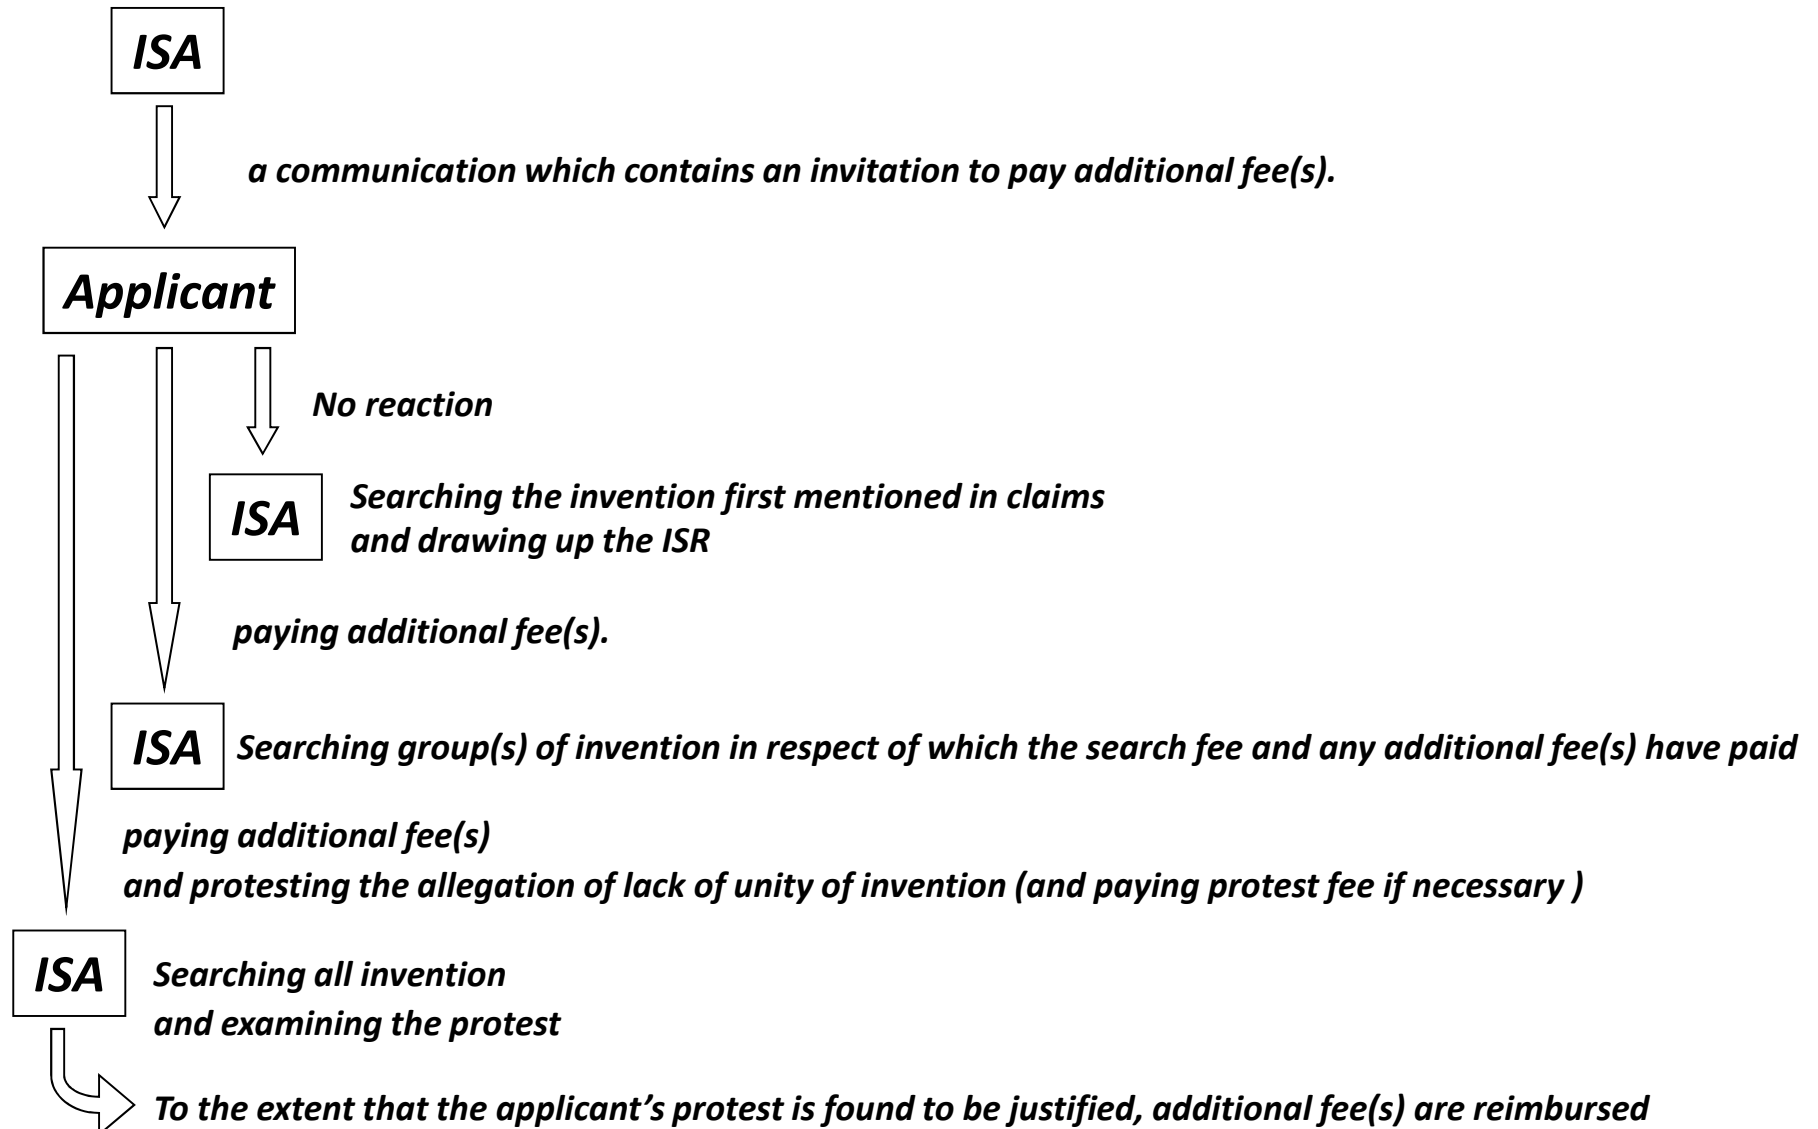 ISA
a communication which contains an invitation to pay additional fee(s).
Applicant
No reaction
ISA
Searching the invention first mentioned in claims
and drawing up the ISR
paying additional fee(s).
ISA
Searching group(s) of invention in respect of which the search fee and any additional fee(s) have paid
paying additional fee(s)
and protesting the allegation of lack of unity of invention (and paying protest fee if necessary )
ISA
Searching all invention
and examining the protest
To the extent that the applicant’s protest is found to be justified, additional fee(s) are reimbursed